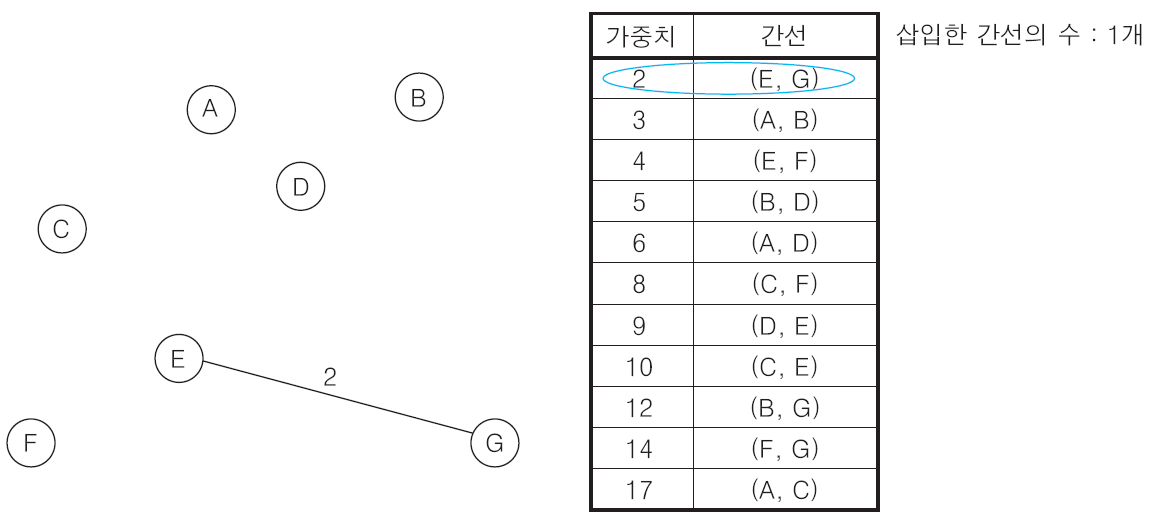 가중치 간선 삽입한 간선의 수 : 1개
2 (E, G)
A B
3 (A, B)
4 (E, F)
D
5 (B, D)
C
6 (A, D)
8 (C, F)
9 (D, E)
E
2
10 (C, E)
12 (B, G)
F G
14 (F, G)
17 (A, C)